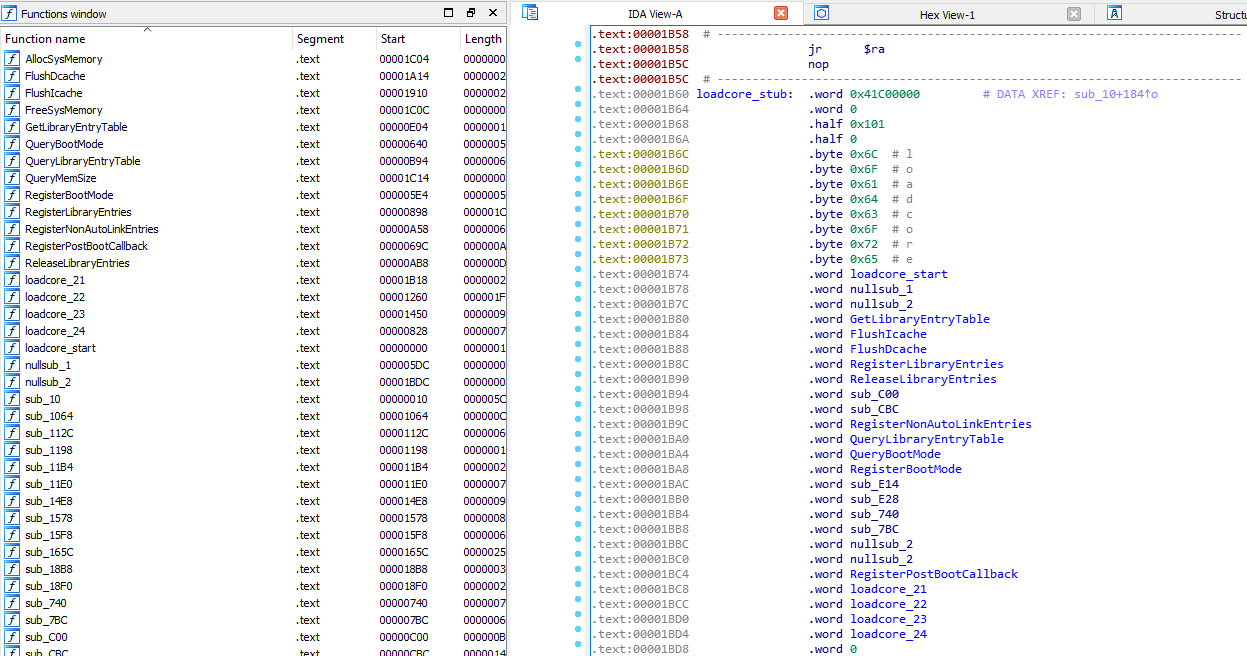 Functions window
Function name Segment Start Length
AllocSysMemory .text 00001C04 0000000
FlushDcache .text 00001A14 0000002
FlushIcache .text 00001910 0000002
FreeSysMemory .text 00001C0C 0000000
GetLibraryEntryTable .text 00000E04 0000001
QueryBootMode .text 00000640 0000005
QueryLibraryEntryTable .text 00000B94 0000006
QueryMemSize .text 00001C14 0000000
RegisterBootMode .text 000005E4 0000005
RegisterLibraryEntries .text 00000898 000001C
RegisterNonAutoLinkEntries .text 00000A58 0000006
RegisterPostBootCallback .text 0000069C 000000A
ReleaseLibraryEntries .text 00000AB8 000000D
loadcore_21 .text 00001B18 0000002
loadcore_22 .text 00001260 000001F
loadcore_23 .text 00001450 0000009
loadcore_24 .text 00000828 0000007
loadcore_start .text 00000000 0000001
nullsub_1 .text 000005DC 0000000
nullsub_2 .text 00001BDC 0000000
sub_10 .text 00000010 000005C
sub_1064 .text 00001064 000000C
sub_112C .text 0000112C 0000006
sub_1198 .text 00001198 0000001
sub_11B4 .text 000011B4 0000002
sub_11E0 .text 000011E0 0000007
sub_14E8 .text 000014E8 0000009
sub_1578 .text 00001578 0000008
sub_15F8 .text 000015F8 0000006
sub_165C .text 0000165C 0000025
sub_18B8 .text 000018B8 0000003
sub_18F0 .text 000018F0 0000002
sub_740 .text 00000740 0000007
sub_7BC .text 000007BC 0000006
sub_C00 .text 00000C00 000000B
sub_CBC .text 00000CBC 0000014
IDA View-A Hex View-1 Structu
.text:00001B58 # ---------------------------------------------------------------------------
.text:00001B58 jr $ra
.text:00001B5C nop
.text:00001B5C # ---------------------------------------------------------------------------
.text:00001B60 loadcore_stub: .word 0x41C00000 # DATA XREF: sub_10+184↑o
.text:00001B64 .word 0
.text:00001B68 .half 0x101
.text:00001B6A .half 0
.text:00001B6C .byte 0x6C # l
.text:00001B6D .byte 0x6F # o
.text:00001B6E .byte 0x61 # a
.text:00001B6F .byte 0x64 # d
.text:00001B70 .byte 0x63 # c
.text:00001B71 .byte 0x6F # o
.text:00001B72 .byte 0x72 # r
.text:00001B73 .byte 0x65 # e
.text:00001B74 .word loadcore_start
.text:00001B78 .word nullsub_1
.text:00001B7C .word nullsub_2
.text:00001B80 .word GetLibraryEntryTable
.text:00001B84 .word FlushIcache
.text:00001B88 .word FlushDcache
.text:00001B8C .word RegisterLibraryEntries
.text:00001B90 .word ReleaseLibraryEntries
.text:00001B94 .word sub_C00
.text:00001B98 .word sub_CBC
.text:00001B9C .word RegisterNonAutoLinkEntries
.text:00001BA0 .word QueryLibraryEntryTable
.text:00001BA4 .word QueryBootMode
.text:00001BA8 .word RegisterBootMode
.text:00001BAC .word sub_E14
.text:00001BB0 .word sub_E28
.text:00001BB4 .word sub_740
.text:00001BB8 .word sub_7BC
.text:00001BBC .word nullsub_2
.text:00001BC0 .word nullsub_2
.text:00001BC4 .word RegisterPostBootCallback
.text:00001BC8 .word loadcore_21
.text:00001BCC .word loadcore_22
.text:00001BD0 .word loadcore_23
.text:00001BD4 .word loadcore_24
.text:00001BD8 .word 0